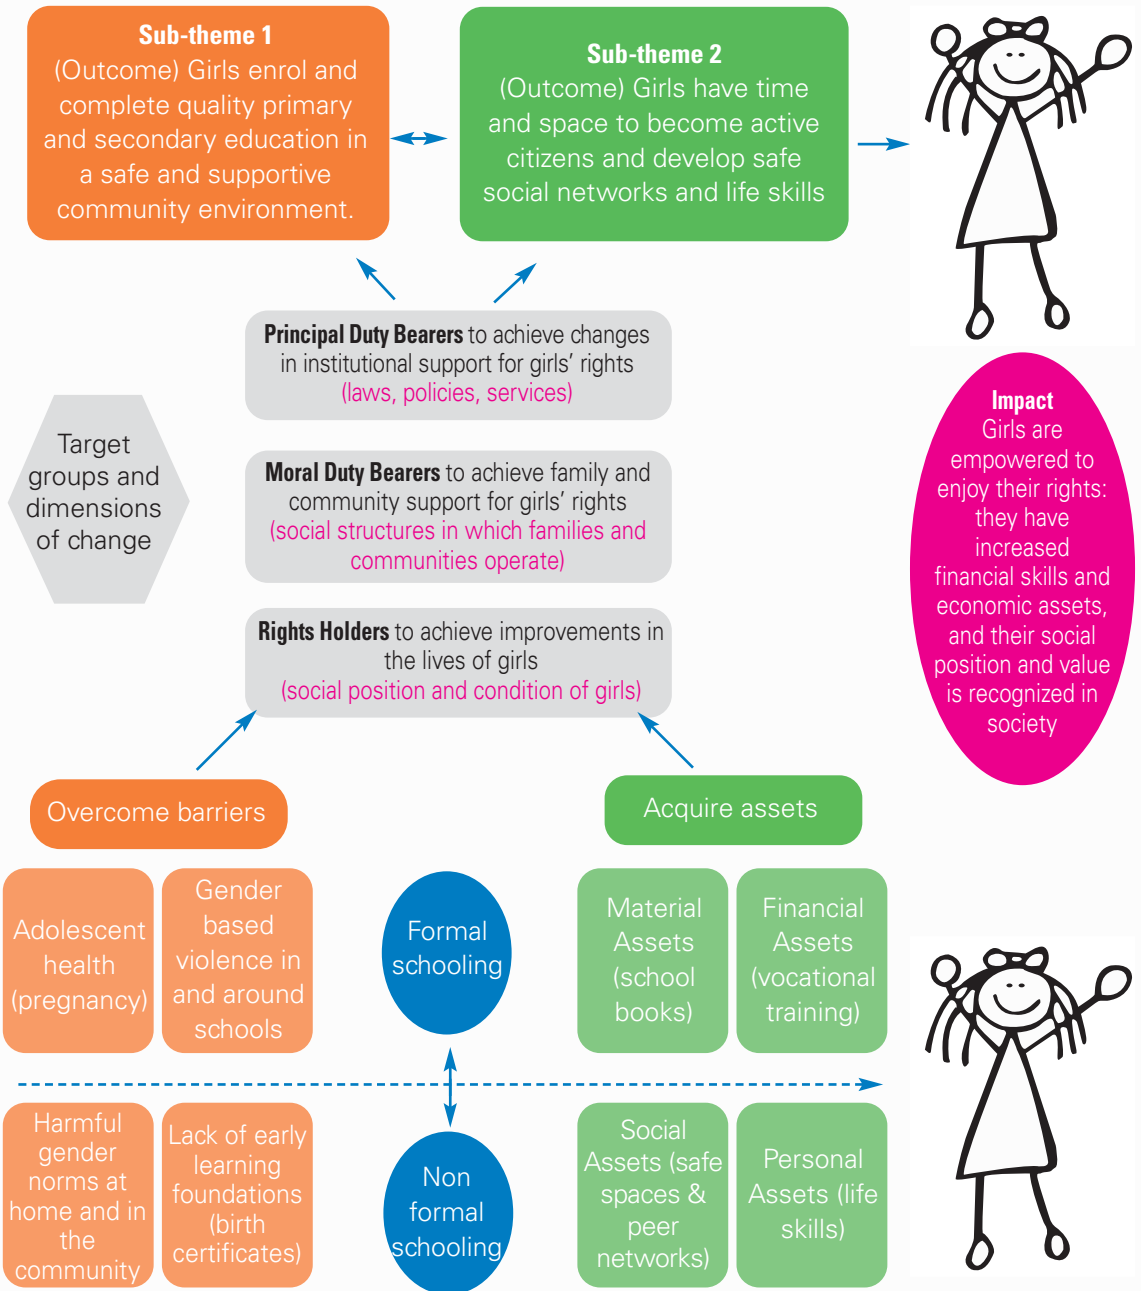 Sub-theme 1
(Outcome) Girls enrol and
complete quality primary
and secondary education in
a safe and supportive
community environment.
Sub-theme 2
(Outcome) Girls have time
and space to become active
citizens and develop safe
social networks and life skills
Principal Duty Bearers to achieve changes
in institutional support for girls’ rights
(laws, policies, services)
Target
groups and
dimensions
of change
Moral Duty Bearers to achieve family and
community support for girls’ rights
(social structures in which families and
communities operate)
Rights Holders to achieve improvements in
the lives of girls
(social position and condition of girls)
Impact
Girls are
empowered to
enjoy their rights:
they have
increased
financial skills and
economic assets,
and their social
position and value
is recognized in
society
Overcome barriers
Acquire assets
Adolescent
health
(pregnancy)
Gender
based
violence in
and around
schools
Formal
schooling
Material
Assets
(school
books)
Financial
Assets
(vocational
training)
Harmful
gender
norms at
home and in
the
community
Lack of early
learning
foundations
(birth
certificates)
Non
formal
schooling
Social
Assets (safe
spaces &
peer
networks)
Personal
Assets (life
skills)